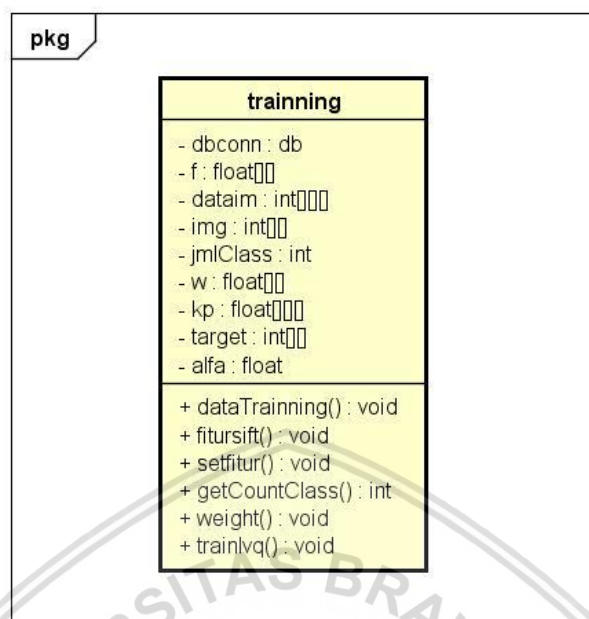 pkg
trainning
- dbconn : db
- f : float[][]
- dataim : int[][][]
- img : int[][]
- jmlClass : int
- w : float[][]
- kp : float[][][]
- target : int[][]
- alfa : float
+ dataTrainning() : void
+ fitursift() : void
+ setfitur() : void
+ getCountClass() : int
+ weight() : void
+ trainlvq() : void